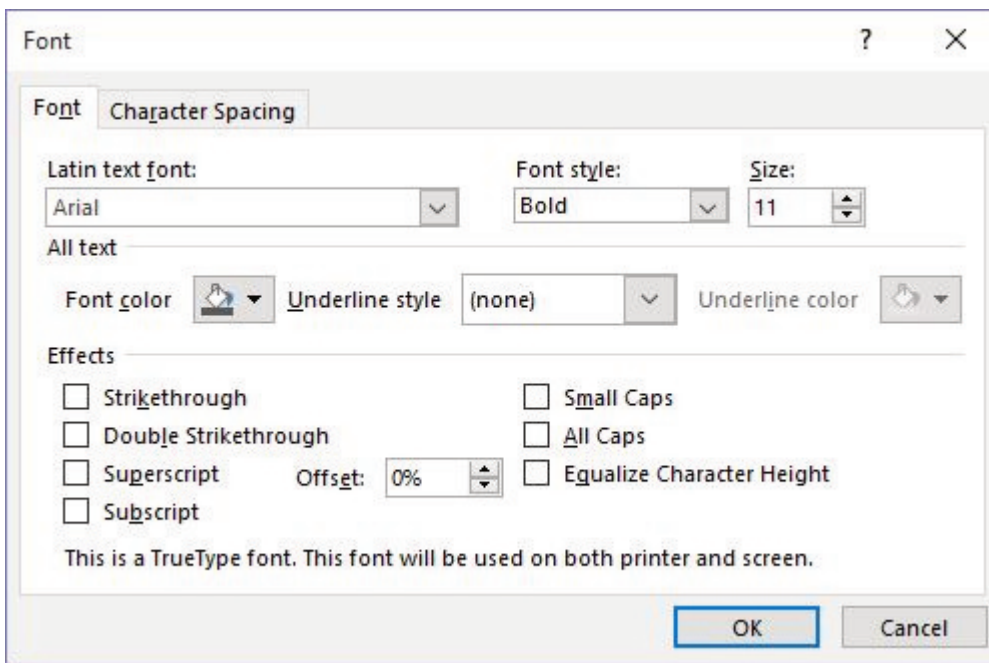 Font ?
Font Character Spacing
Latin text font: Font style: Size:
Arial Bold 11
All text
Font color Underline style (none) Underline color
Effects
Strikethrough Small Caps
Double Strikethrough All Caps
Superscript Offset: 0% Equalize Character Height
Subscript
This is a TrueType font. This font will be used on both printer and screen.
OK Cancel